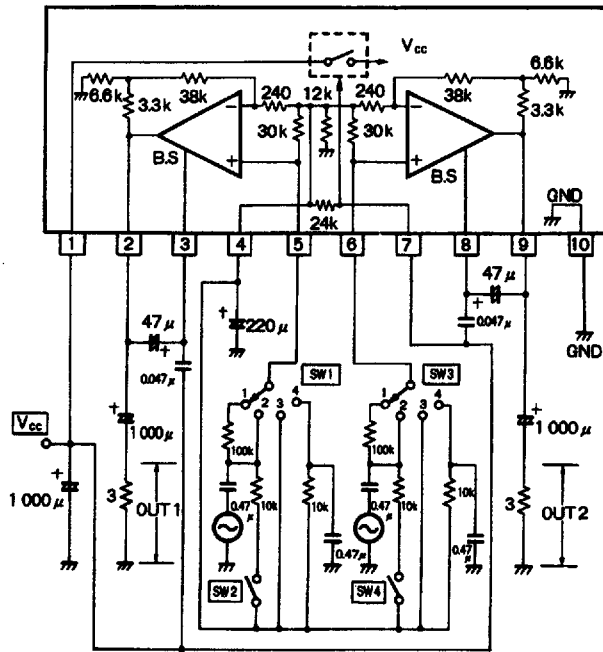 Vcc
6.6k
38k
240
12k
240
38k
6.6k
3.3k
30k
30k
3.3k
−
+
−
+
B.S
B.S
24k
GND
1
2
3
4
5
6
7
8
9
10
47μ
+
0.047μ
+
220μ
+
47μ
+
0.047μ
GND
SW1
SW3
1
2
3
4
1
2
3
4
Vcc
+
1000μ
+
1000μ
+
1000μ
100k
10k
10k
100k
10k
10k
0.47μ
0.47μ
0.47μ
0.47μ
3
OUT1
3
OUT2
SW2
SW4